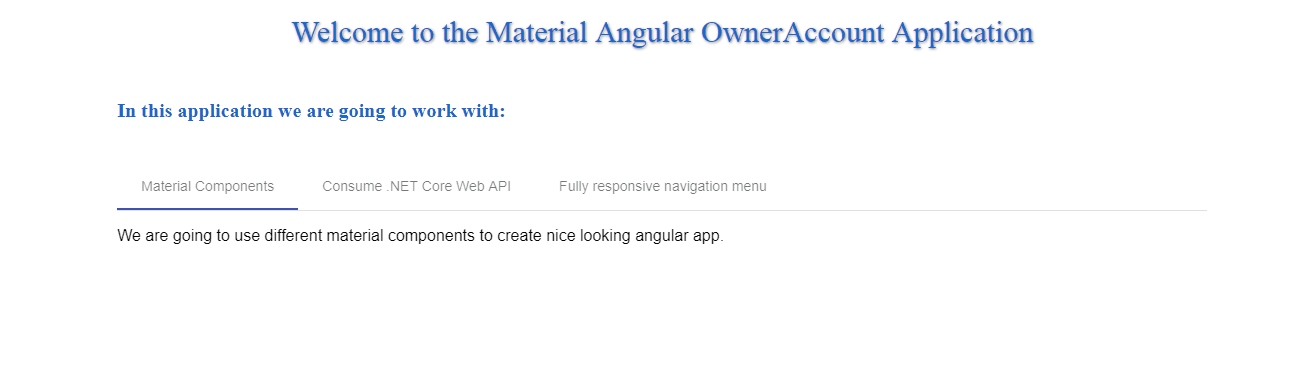 Welcome to the Material Angular OwnerAccount Application
In this application we are going to work with:
Material Components Consume .NET Core Web API Fully responsive navigation menu
We are going to use different material components to create nice looking angular app.